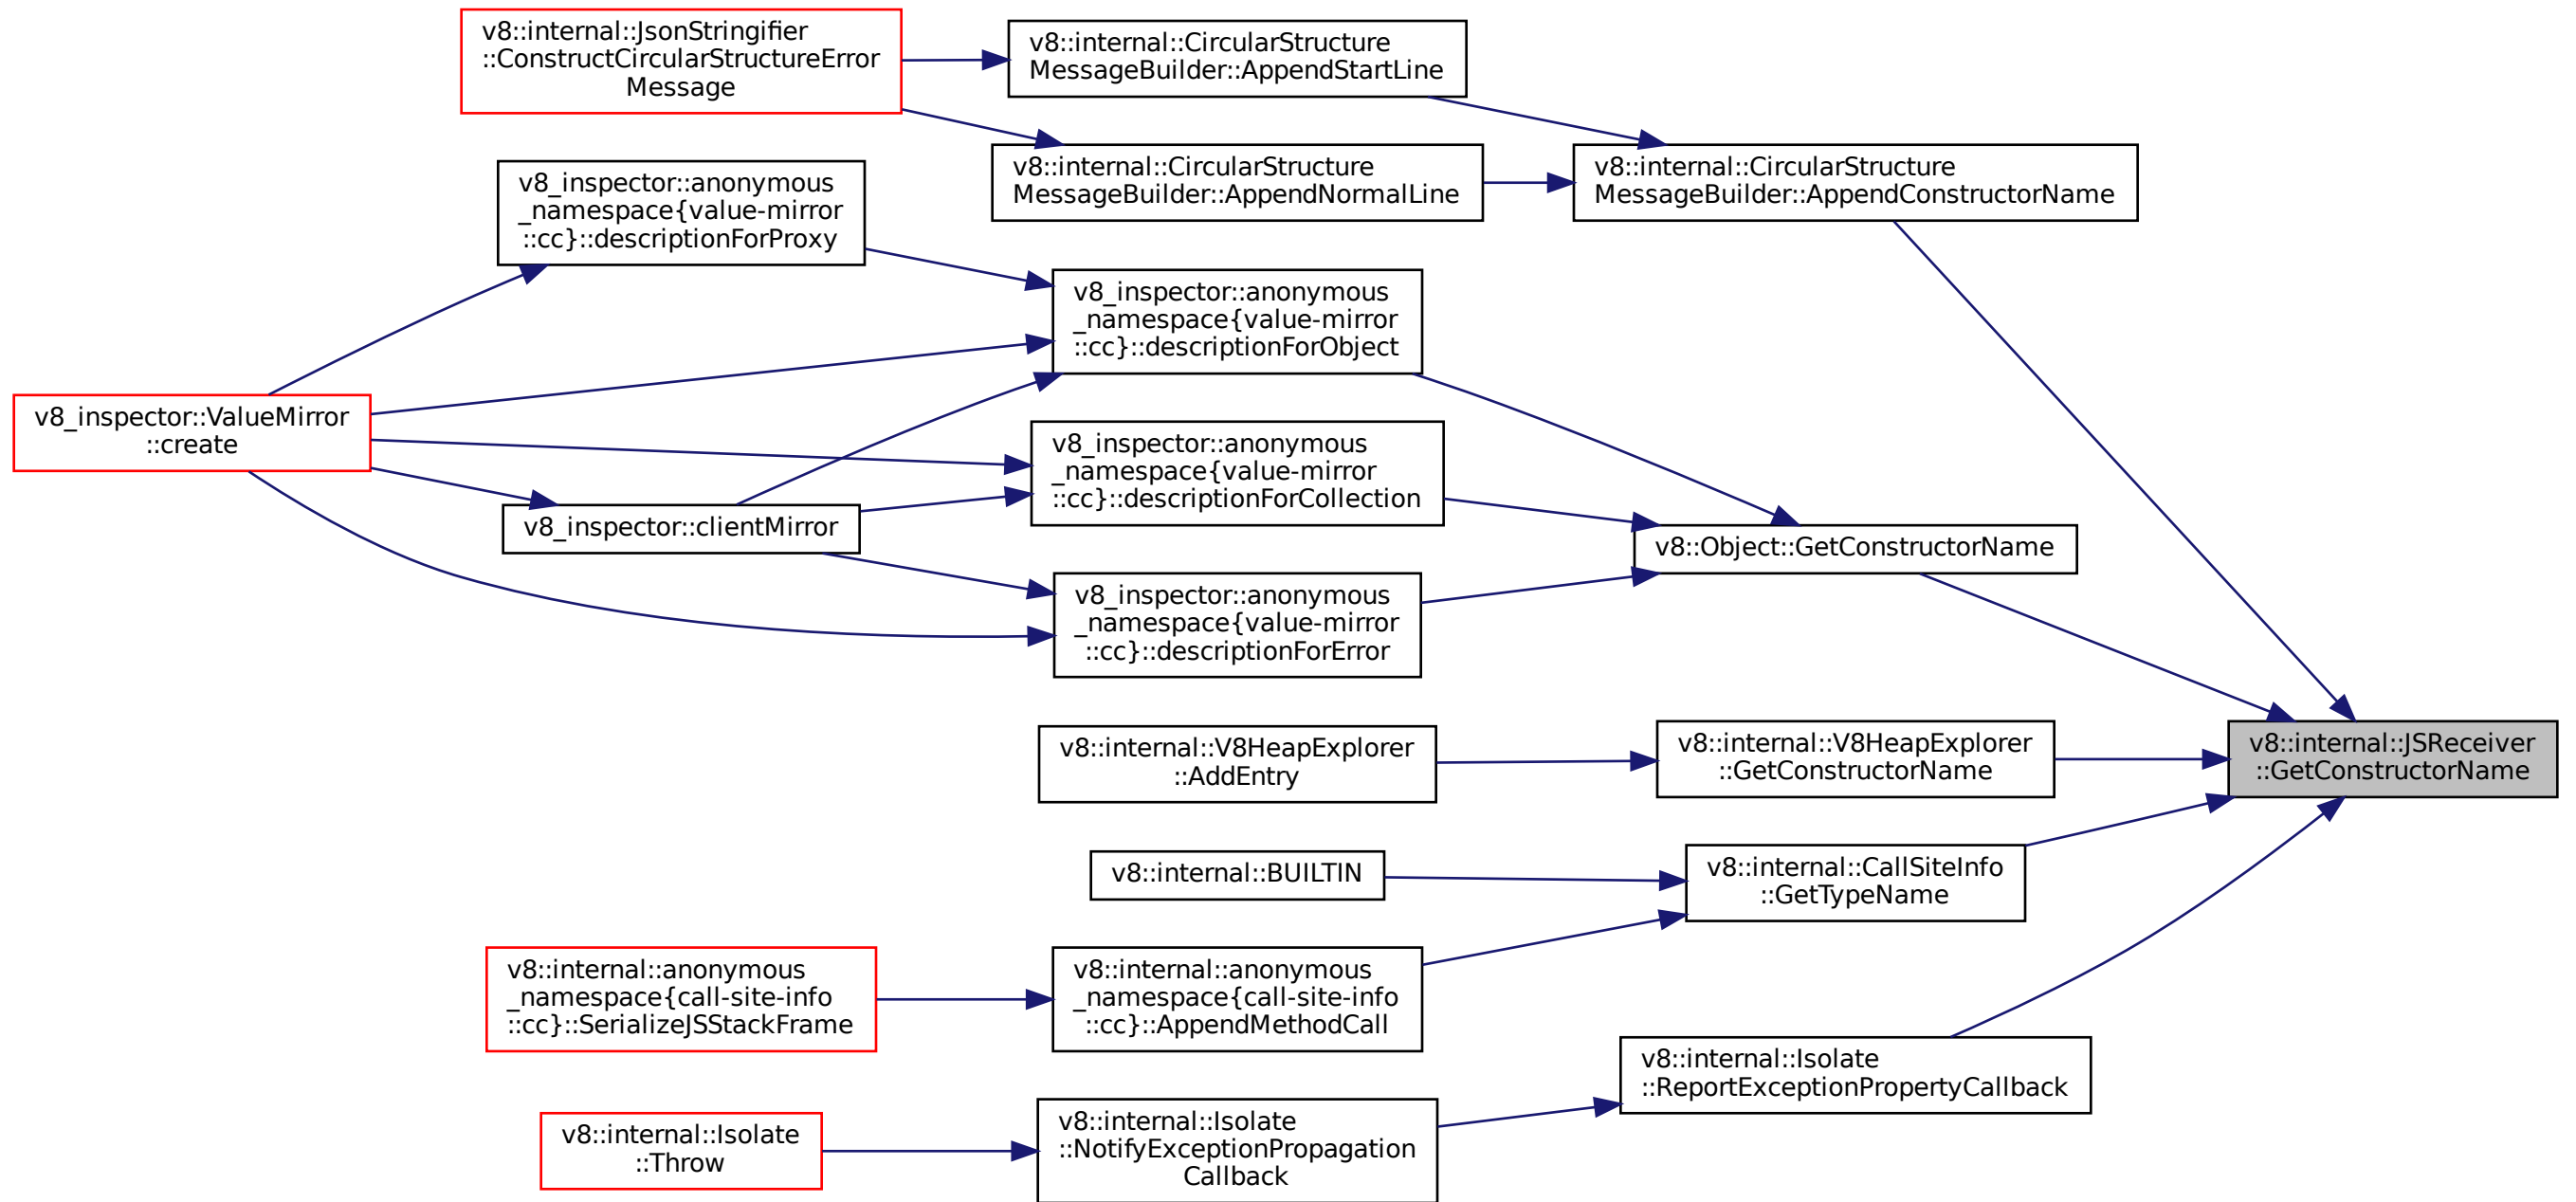 v8::internal::JsonStringifier
::ConstructCircularStructureError
Message
v8::internal::CircularStructure
MessageBuilder::AppendStartLine
v8::internal::CircularStructure
MessageBuilder::AppendNormalLine
v8::internal::CircularStructure
MessageBuilder::AppendConstructorName
v8_inspector::anonymous
_namespace{value-mirror
::cc}::descriptionForProxy
v8_inspector::anonymous
_namespace{value-mirror
::cc}::descriptionForObject
v8_inspector::ValueMirror
::create
v8_inspector::anonymous
_namespace{value-mirror
::cc}::descriptionForCollection
v8_inspector::clientMirror
v8::Object::GetConstructorName
v8_inspector::anonymous
_namespace{value-mirror
::cc}::descriptionForError
v8::internal::V8HeapExplorer
::AddEntry
v8::internal::V8HeapExplorer
::GetConstructorName
v8::internal::JSReceiver
::GetConstructorName
v8::internal::BUILTIN
v8::internal::CallSiteInfo
::GetTypeName
v8::internal::anonymous
_namespace{call-site-info
::cc}::SerializeJSStackFrame
v8::internal::anonymous
_namespace{call-site-info
::cc}::AppendMethodCall
v8::internal::Isolate
::ReportExceptionPropertyCallback
v8::internal::Isolate
::Throw
v8::internal::Isolate
::NotifyExceptionPropagation
Callback